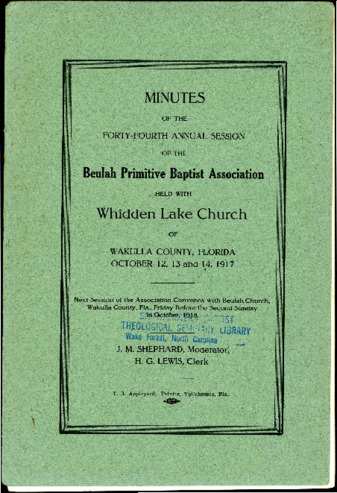 MINUTES
OF THE
FORTY-FOURTH ANNUAL SESSION
OF THE
Beulah Primitive Baptist Association
HELD WITH
Whidden Lake Church
OF
WAKULLA COUNTY, FLORIDA
OCTOBER 12, 13 and 14, 1917
Next Session of the Association Convenes with Beulah Church,
Wakulla County, Fla., Friday Before the Second Sunday
in October, 1918.
THEOLOGICAL SEMINARY LIBRARY
Wake Forest, North Carolina
J. M. SHEPHARD, Moderator,
H. G. LEWIS, Clerk
T. J. Appleyard, Printer, Tallahassee, Fla.